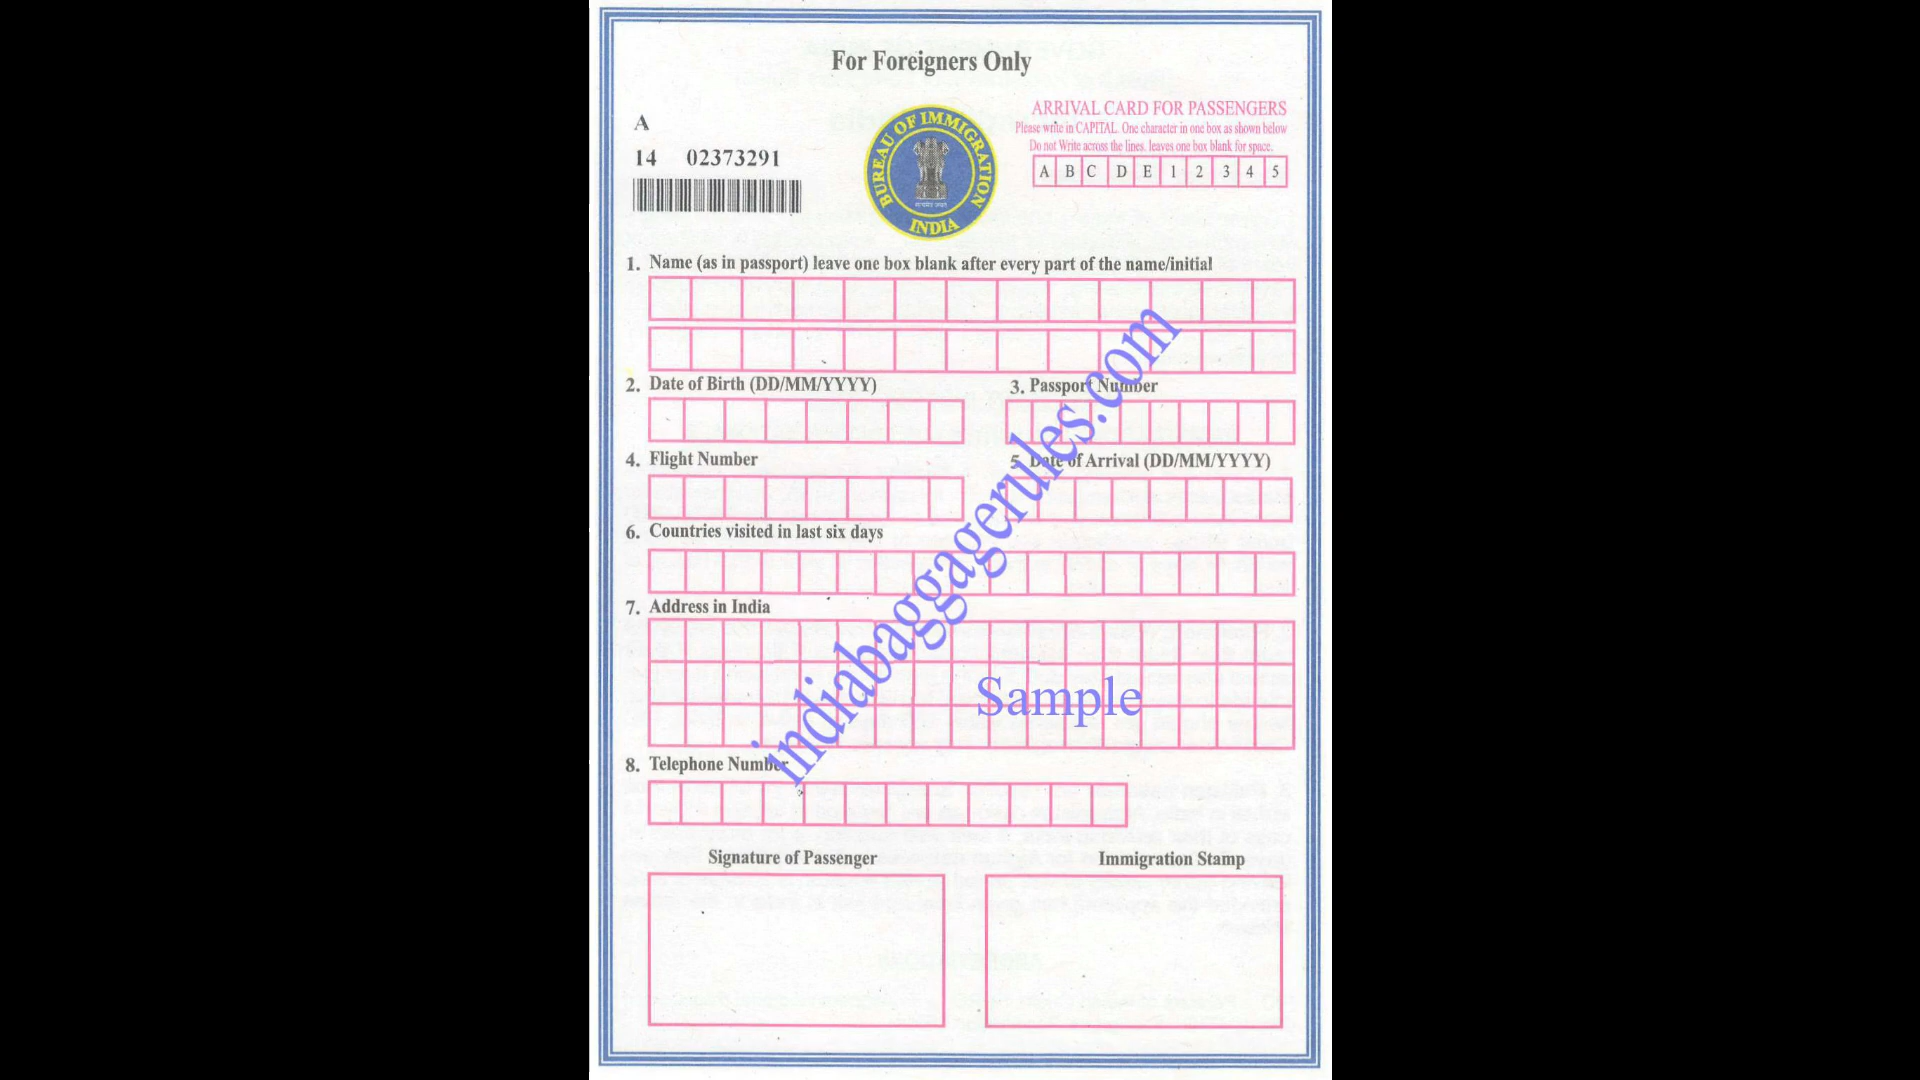 For Foreigners Only
A
14 02373291
BUREAU OF IMMIGRATION
INDIA
ARRIVAL CARD FOR PASSENGERS
Please write in CAPITAL. One character in one box as shown below
Do not Write across the lines. leaves one box blank for space.
A B C D E 1 2 3 4 5
1. Name (as in passport) leave one box blank after every part of the name/initial
2. Date of Birth (DD/MM/YYYY)
3. Passport Number
4. Flight Number
5. Date of Arrival (DD/MM/YYYY)
6. Countries visited in last six days
7. Address in India
8. Telephone Number
Signature of Passenger
Immigration Stamp
indiabaggagerules.com
Sample